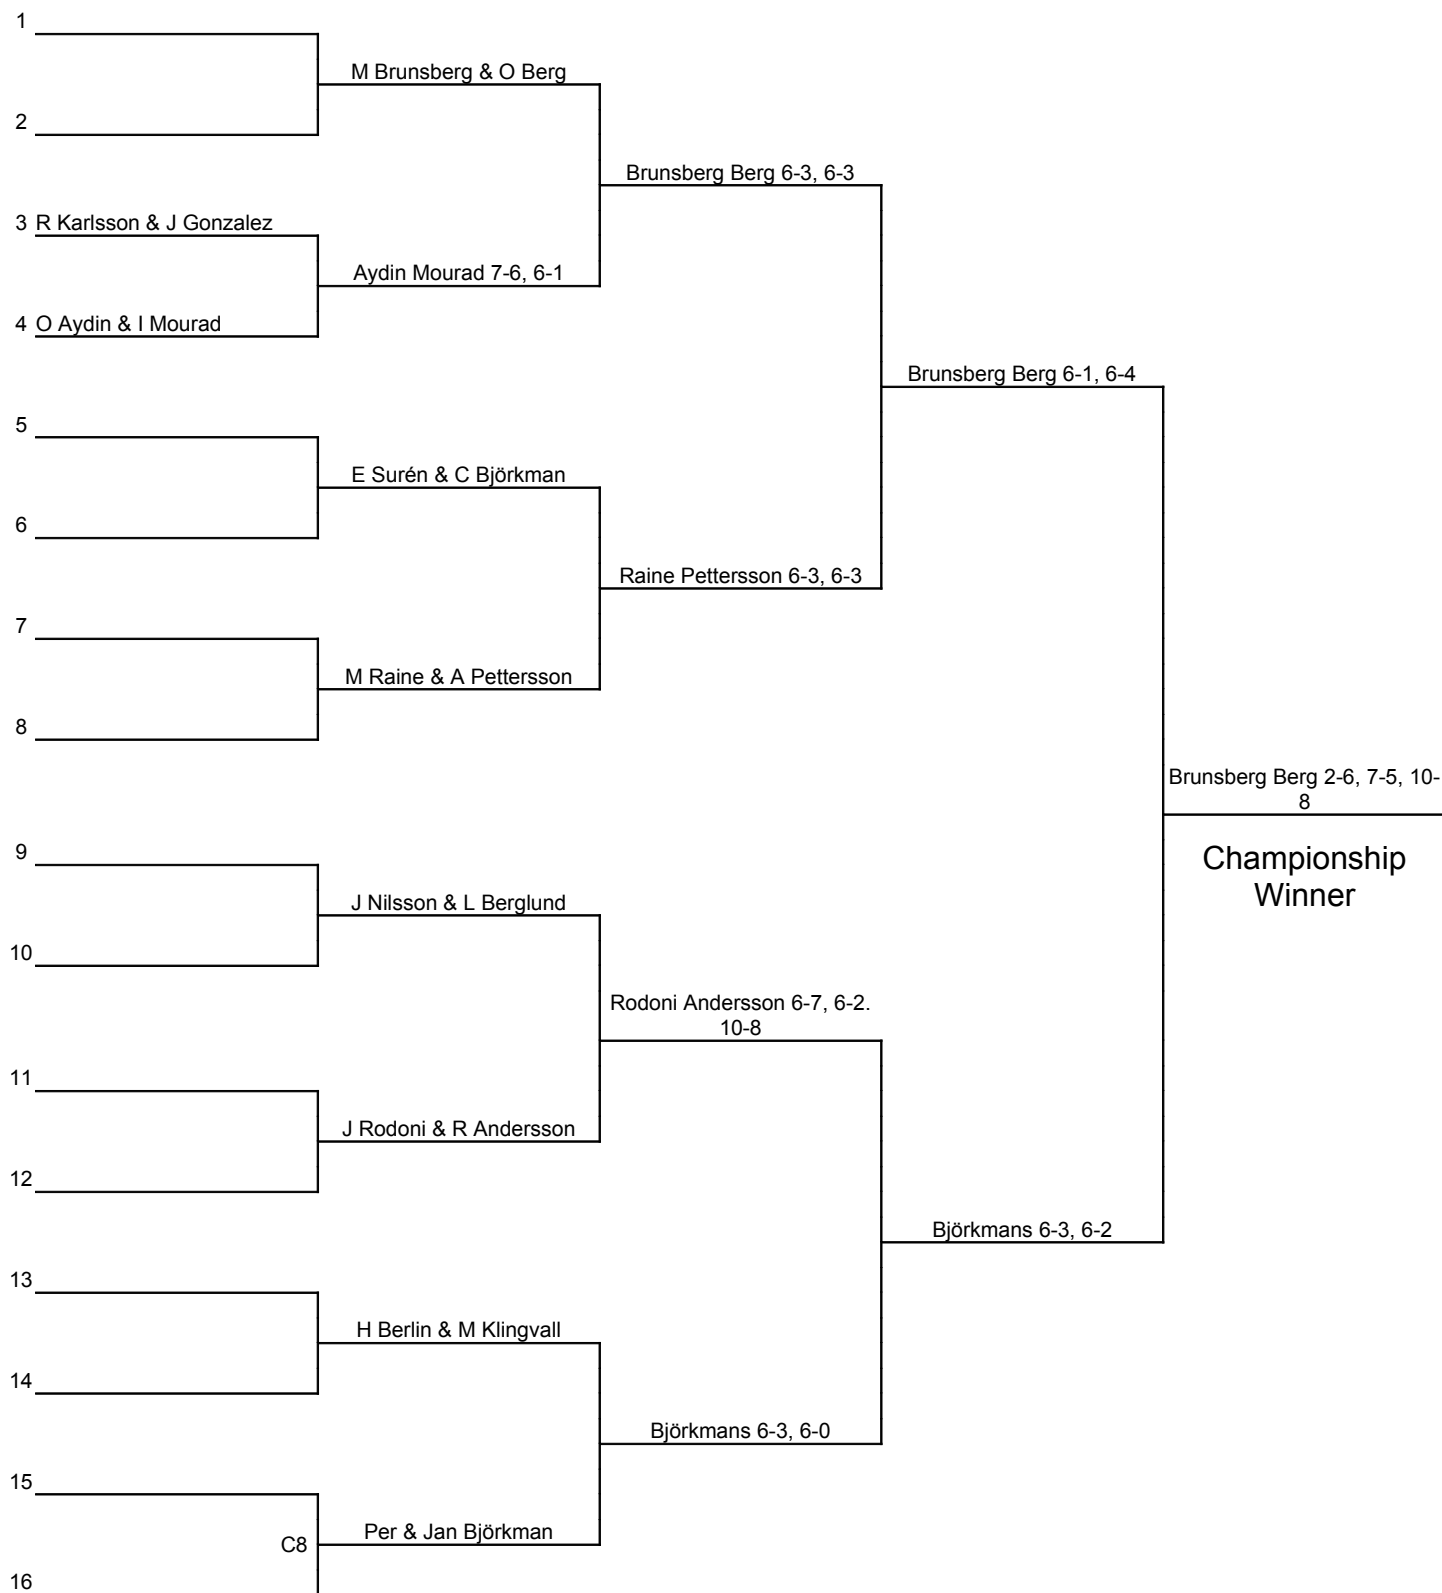 1
M Brunsberg & O Berg
2
Brunsberg Berg 6-3, 6-3
3 R Karlsson & J Gonzalez
Aydin Mourad 7-6, 6-1
4 O Aydin & I Mourad
Brunsberg Berg 6-1, 6-4
5
E Surén & C Björkman
6
Raine Pettersson 6-3, 6-3
7
M Raine & A Pettersson
8
Brunsberg Berg 2-6, 7-5, 10-
8
Championship
Winner
9
J Nilsson & L Berglund
10
Rodoni Andersson 6-7, 6-2.
10-8
11
J Rodoni & R Andersson
12
Björkmans 6-3, 6-2
13
H Berlin & M Klingvall
14
Björkmans 6-3, 6-0
15
Per & Jan Björkman
C8
16